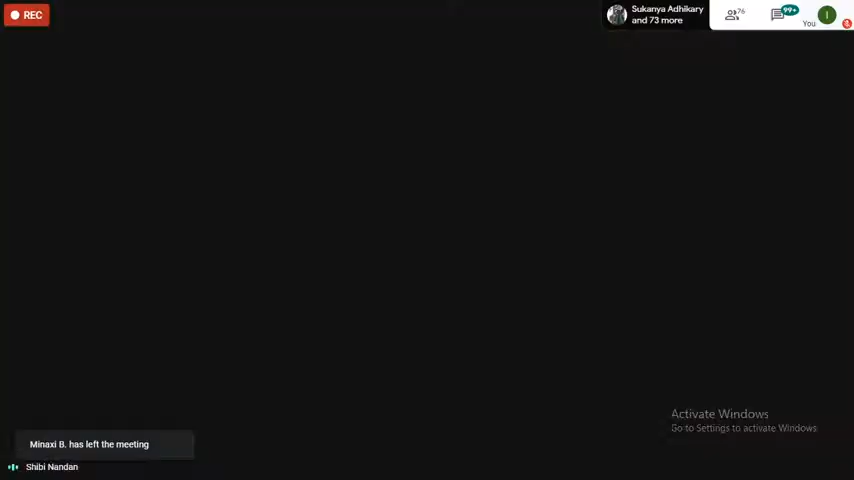 REC
Sukanya Adhikary
and 73 more
76
99+
You
I
Activate Windows
Go to Settings to activate Windows
Minaxi B. has left the meeting
Shibi Nandan